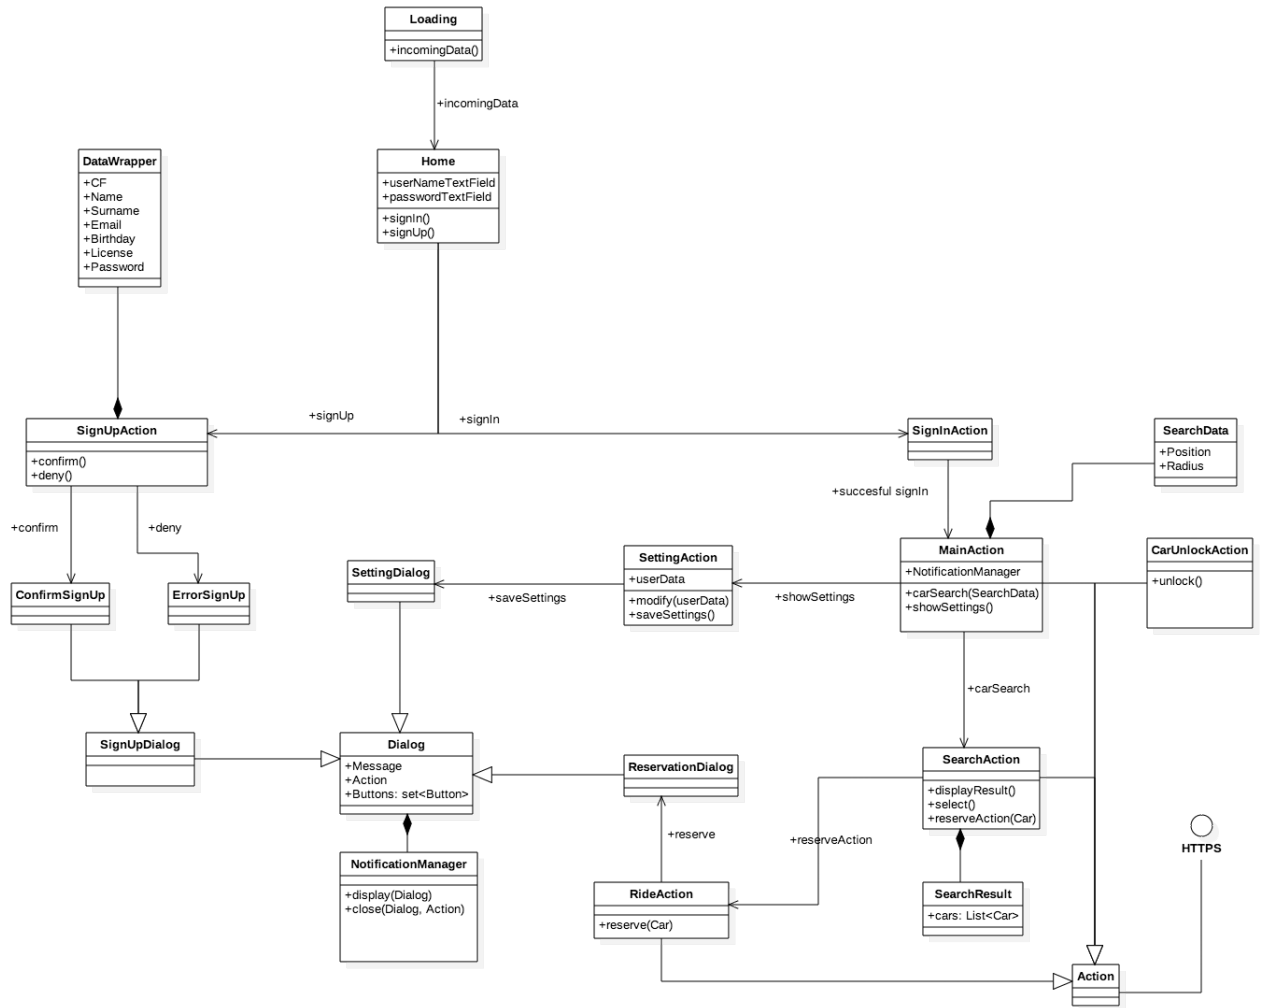 Loading
+incomingData()
+incomingData
DataWrapper
+CF
+Name
+Surname
+Email
+Birthday
+License
+Password
Home
+userNameTextField
+passwordTextField
+signIn()
+signUp()
+signUp
+signIn
SignUpAction
+confirm()
+deny()
SignInAction
SearchData
+Position
+Radius
+succesful signIn
+confirm
+deny
ConfirmSignUp
ErrorSignUp
SettingDialog
+saveSettings
SettingAction
+userData
+modify(userData)
+saveSettings()
+showSettings
MainAction
+NotificationManager
+carSearch(SearchData)
+showSettings()
CarUnlockAction
+unlock()
+carSearch
SignUpDialog
Dialog
+Message
+Action
+Buttons: set<Button>
ReservationDialog
SearchAction
+displayResult()
+select()
+reserveAction(Car)
+reserve
+reserveAction
HTTPS
NotificationManager
+display(Dialog)
+close(Dialog, Action)
RideAction
+reserve(Car)
SearchResult
+cars: List<Car>
Action